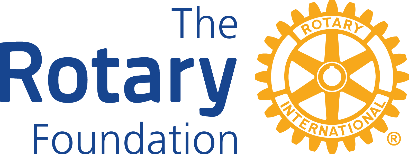 The
Rotary
Foundation
ROTARY
INTERNATIONAL
®